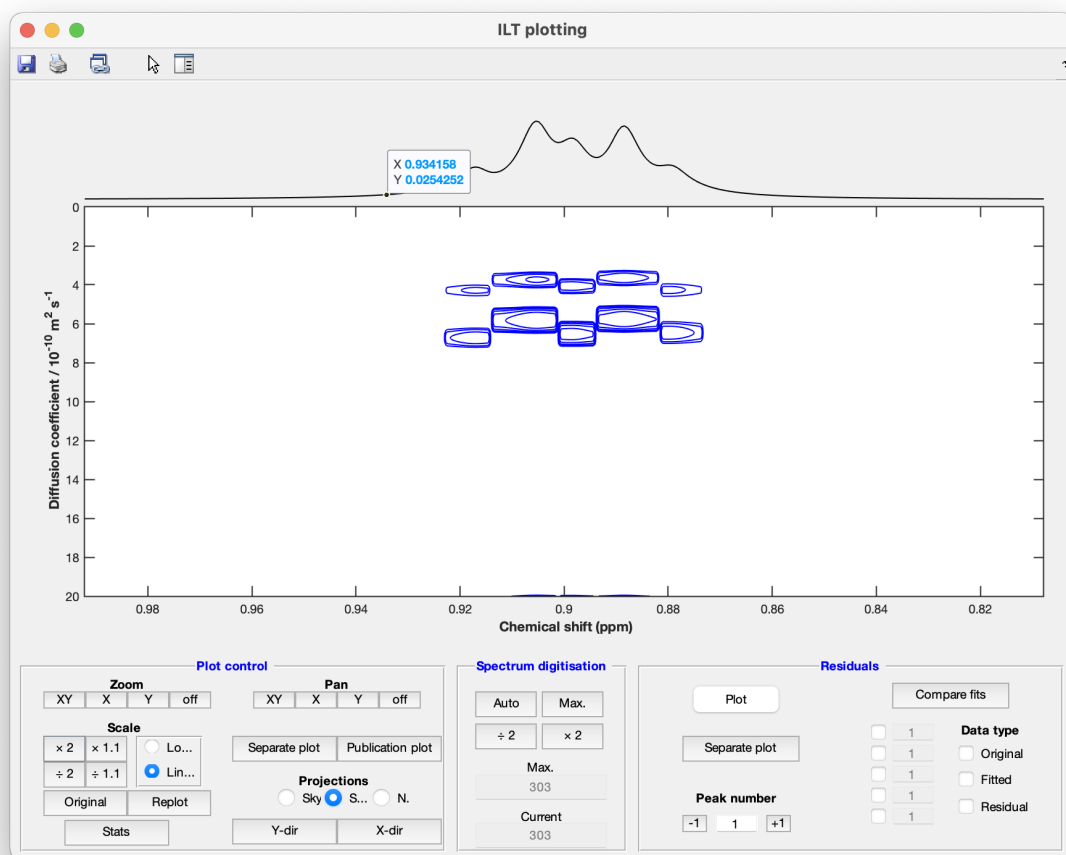 ILT plotting
X 0.934158
Y 0.0254252
0
2
4
6
8
10
12
14
16
18
20
Diffusion coefficient / 10⁻¹⁰ m² s⁻¹
0.98 0.96 0.94 0.92 0.9 0.88 0.86 0.84 0.82
Chemical shift (ppm)
Plot control
Zoom
XY X Y off
Pan
XY X Y off
Scale
× 2 × 1.1
÷ 2 ÷ 1.1
Lo...
Lin...
Original Replot
Stats
Separate plot Publication plot
Projections
Sky S... N.
Y-dir X-dir
Spectrum digitisation
Auto Max.
÷ 2 × 2
Max.
303
Current
303
Residuals
Plot
Compare fits
Separate plot
Peak number
-1 1 +1
1
1
1
1
1
Data type
Original
Fitted
Residual